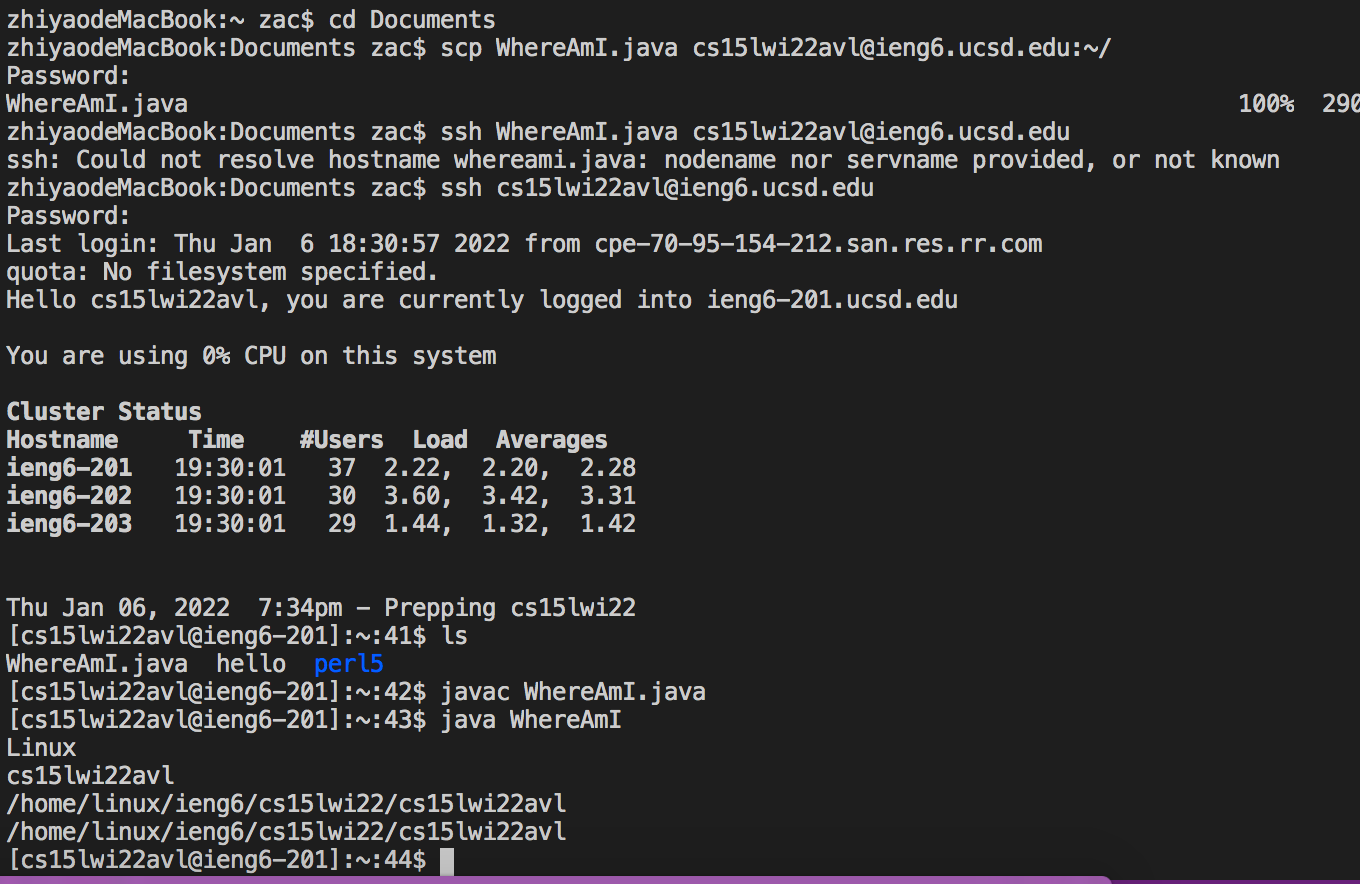 zhiyaodeMacBook:~ zac$ cd Documents
zhiyaodeMacBook:Documents zac$ scp WhereAmI.java cs15lwi22avl@ieng6.ucsd.edu:~/
Password:
WhereAmI.java 100% 290
zhiyaodeMacBook:Documents zac$ ssh WhereAmI.java cs15lwi22avl@ieng6.ucsd.edu
ssh: Could not resolve hostname whereami.java: nodename nor servname provided, or not known
zhiyaodeMacBook:Documents zac$ ssh cs15lwi22avl@ieng6.ucsd.edu
Password:
Last login: Thu Jan  6 18:30:57 2022 from cpe-70-95-154-212.san.res.rr.com
quota: No filesystem specified.
Hello cs15lwi22avl, you are currently logged into ieng6-201.ucsd.edu
You are using 0% CPU on this system
Cluster Status
Hostname     Time    #Users  Load  Averages
ieng6-201   19:30:01   37  2.22,  2.20,  2.28
ieng6-202   19:30:01   30  3.60,  3.42,  3.31
ieng6-203   19:30:01   29  1.44,  1.32,  1.42
Thu Jan 06, 2022  7:34pm - Prepping cs15lwi22
[cs15lwi22avl@ieng6-201]:~:41$ ls
WhereAmI.java  hello  perl5
[cs15lwi22avl@ieng6-201]:~:42$ javac WhereAmI.java
[cs15lwi22avl@ieng6-201]:~:43$ java WhereAmI
Linux
cs15lwi22avl
/home/linux/ieng6/cs15lwi22/cs15lwi22avl
/home/linux/ieng6/cs15lwi22/cs15lwi22avl
[cs15lwi22avl@ieng6-201]:~:44$